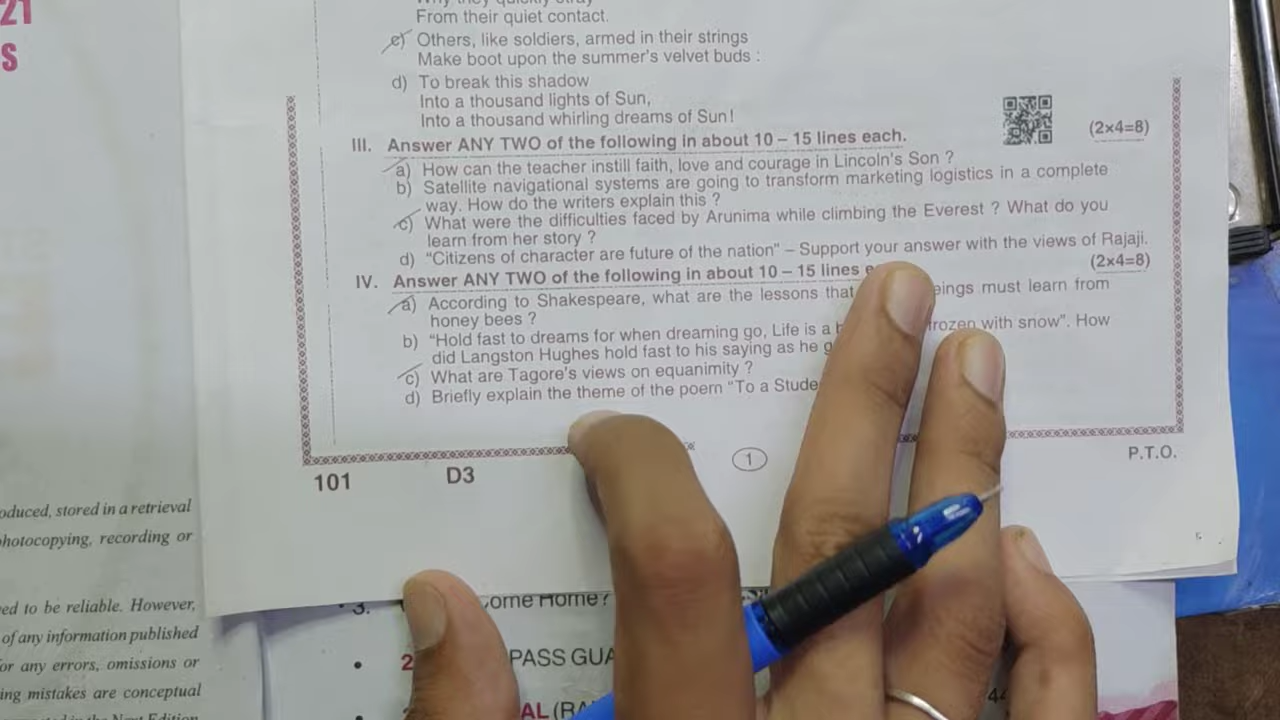 21
S
From their quiet contact.
c) Others, like soldiers, armed in their strings
Make boot upon the summer's velvet buds :
d) To break this shadow
Into a thousand lights of Sun,
Into a thousand whirling dreams of Sun!
III. Answer ANY TWO of the following in about 10 – 15 lines each. (2×4=8)
a) How can the teacher instill faith, love and courage in Lincoln's Son ?
b) Satellite navigational systems are going to transform marketing logistics in a complete
way. How do the writers explain this ?
c) What were the difficulties faced by Arunima while climbing the Everest ? What do you
learn from her story ?
d) "Citizens of character are future of the nation" – Support your answer with the views of Rajaji.
IV. Answer ANY TWO of the following in about 10 – 15 lines (2×4=8)
a) According to Shakespeare, what are the lessons that eings must learn from
honey bees ?
b) "Hold fast to dreams for when dreaming go, Life is a frozen with snow". How
did Langston Hughes hold fast to his saying as he
c) What are Tagore's views on equanimity ?
d) Briefly explain the theme of the poem "To a Stude
101 D3 1 P.T.O.
oduced, stored in a retrieval
hotocopying, recording or
ed to be reliable. However,
of any information published
or any errors, omissions or
ing mistakes are conceptual
3. ome Home?
• 2 PASS GUA
AL (RA
44